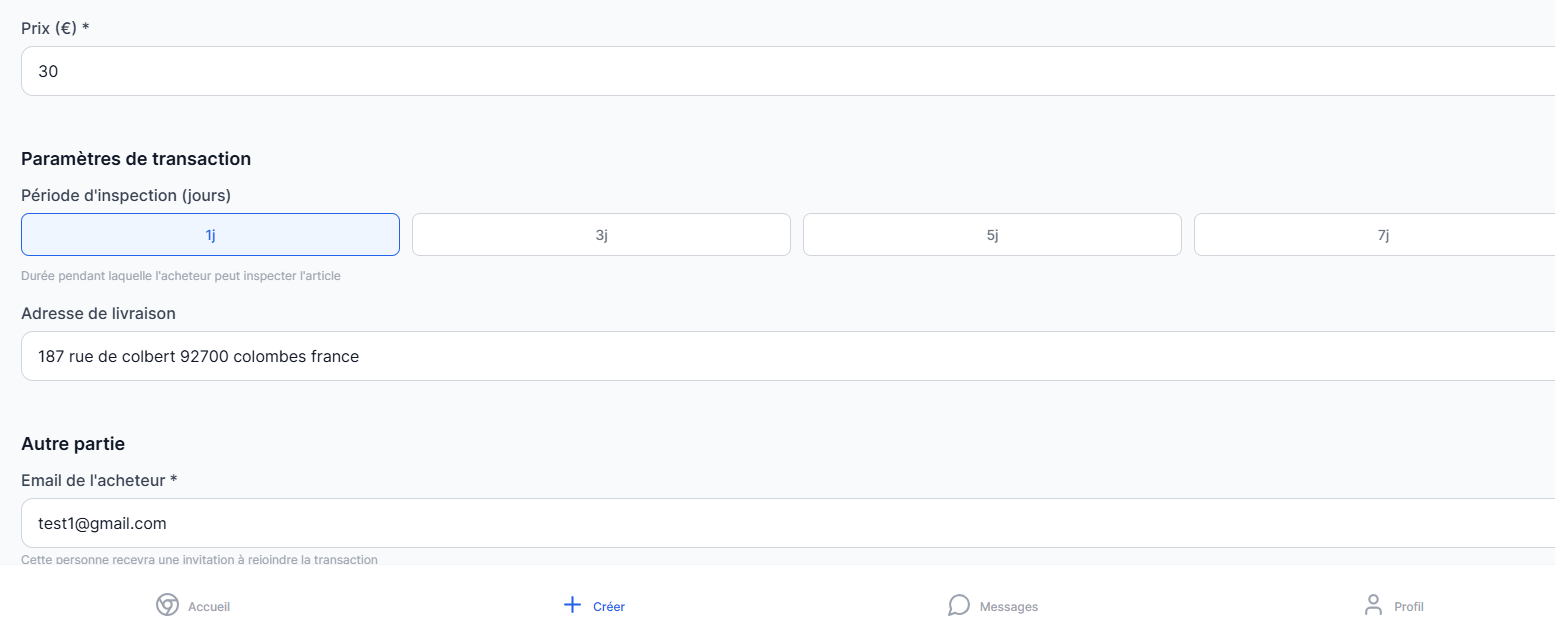 Prix (€) *
30
Paramètres de transaction
Période d'inspection (jours)
1j 3j 5j 7j
Durée pendant laquelle l'acheteur peut inspecter l'article
Adresse de livraison
187 rue de colbert 92700 colombes france
Autre partie
Email de l'acheteur *
test1@gmail.com
Cette personne recevra une invitation à rejoindre la transaction
Accueil Créer Messages Profil